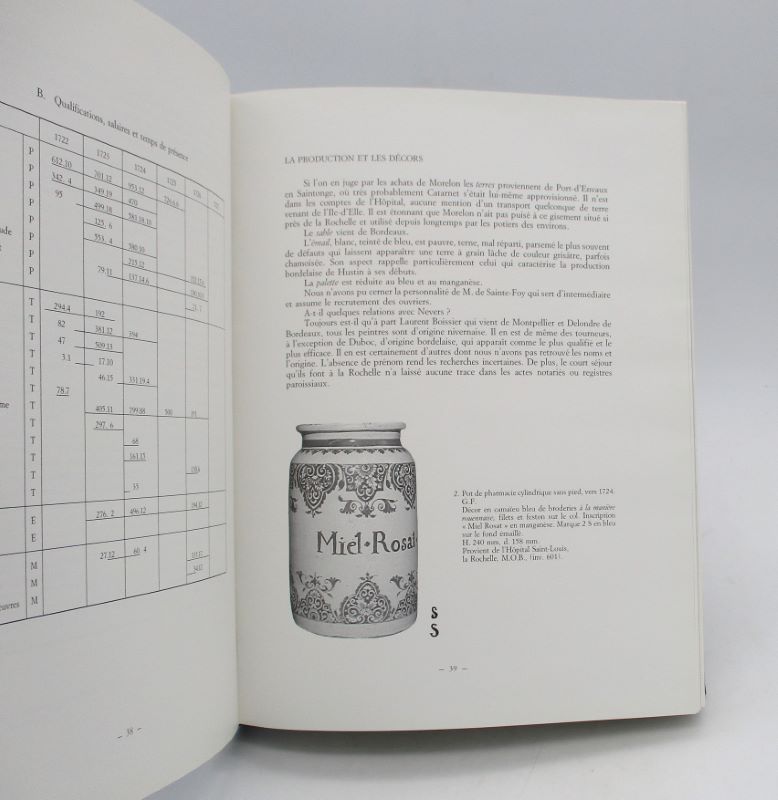 B. Qualifications, salaires et temps de présence
1722
1723
1724
1725
1726
P 612.10 701.12 953.12
P 342. 4 349.19 470
P 95 499.18
P 125. 6
P 553. 4
P
P 79.11 137.14.6
T 294.4 192
T 82 381.12 394
T 47 509.11
T 3.1 17.10
T 46.15 331.19.4
T 78.7
T 405.11 199.88 500
T 297. 6
T 68
T 161.13
T
T 33
E 276. 2 496.12
E
M 27.12 60. 4
M
M
– 38 –
LA PRODUCTION ET LES DÉCORS
Si l'on en juge par les achats de Morelon les terres proviennent de Port-d'Envaux
en Saintonge, où très probablement Catarnet s'était lui-même approvisionné. Il n'est
dans les comptes de l'Hôpital, aucune mention d'un transport quelconque de terre
venant de l'Ile-d'Elle. Il est étonnant que Morelon n'ait pas puisé à ce gisement situé si
près de la Rochelle et utilisé depuis longtemps par les potiers des environs.
Le sable vient de Bordeaux.
L'émail, blanc, teinté de bleu, est pauvre, terne, mal réparti, parsemé le plus souvent
de défauts qui laissent apparaître une terre à grain lâche de couleur grisâtre, parfois
chamoisée. Son aspect rappelle particulièrement celui qui caractérise la production
bordelaise de Hustin à ses débuts.
La palette est réduite au bleu et au manganèse.
Nous n'avons pu cerner la personnalité de M. de Sainte-Foy qui sert d'intermédiaire
et assume le recrutement des ouvriers.
A-t-il quelques relations avec Nevers ?
Toujours est-il qu'à part Laurent Boissier qui vient de Montpellier et Delondre de
Bordeaux, tous les peintres sont d'origine nivernaise. Il en est de même des tourneurs,
à l'exception de Duboc, d'origine bordelaise, qui apparaît comme le plus qualifié et le
plus efficace. Il en est certainement d'autres dont nous n'avons pas retrouvé les noms et
l'origine. L'absence de prénom rend les recherches incertaines. De plus, le court séjour
qu'ils font à la Rochelle n'a laissé aucune trace dans les actes notariés ou registres
paroissiaux.
Miel·Rosat
S
S
2. Pot de pharmacie cylindrique sans pied, vers 1724.
G.F.
Décor en camaïeu bleu de broderies à la manière
rouennaise, filets et feston sur le col. Inscription
« Miel Rosat » en manganèse. Marque 2 S en bleu
sur le fond émaillé.
H. 240 mm, d. 158 mm.
Provient de l'Hôpital Saint-Louis,
la Rochelle, M.O.B., (inv. 601).
– 39 –